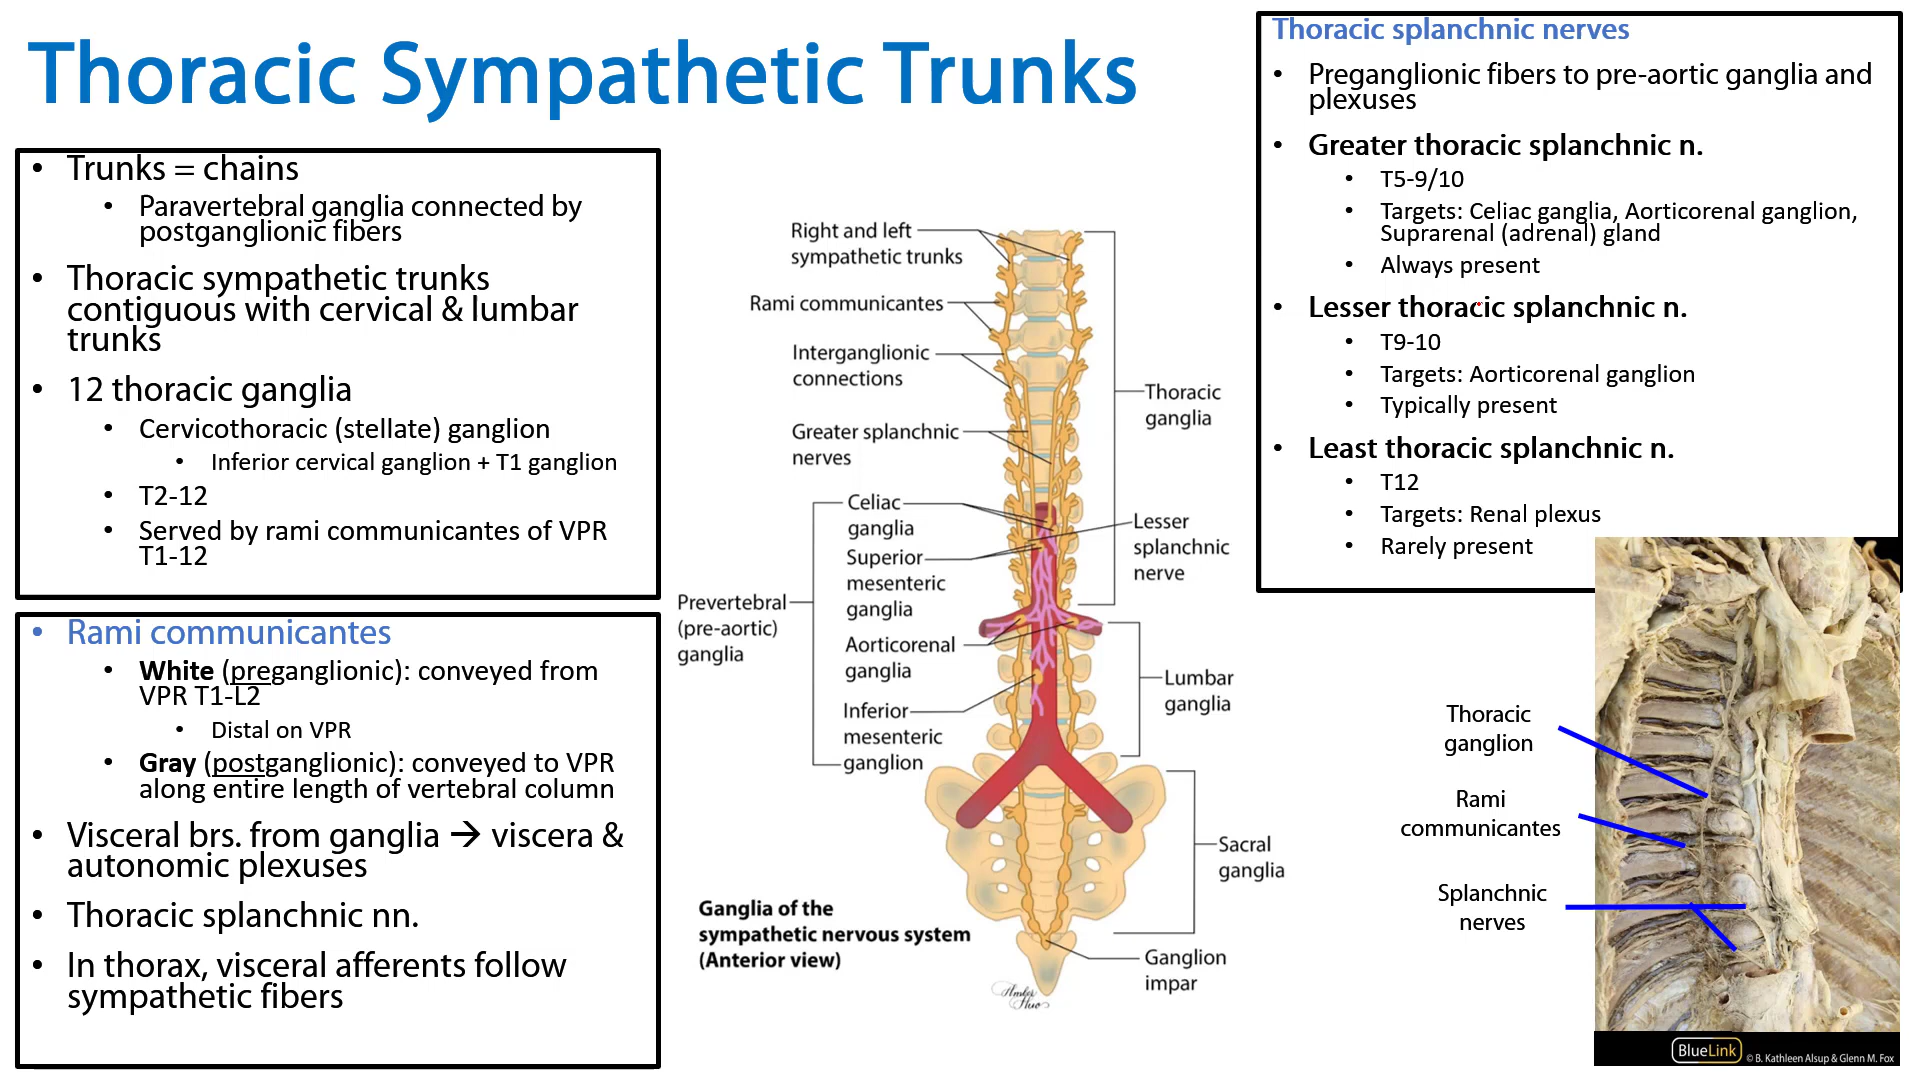 Thoracic Sympathetic Trunks
• Trunks = chains
• Paravertebral ganglia connected by
postganglionic fibers
• Thoracic sympathetic trunks
contiguous with cervical & lumbar
trunks
• 12 thoracic ganglia
• Cervicothoracic (stellate) ganglion
• Inferior cervical ganglion + T1 ganglion
• T2-12
• Served by rami communicantes of VPR
T1-12
• Rami communicantes
• White (preganglionic): conveyed from
VPR T1-L2
• Distal on VPR
• Gray (postganglionic): conveyed to VPR
along entire length of vertebral column
• Visceral brs. from ganglia → viscera &
autonomic plexuses
• Thoracic splanchnic nn.
• In thorax, visceral afferents follow
sympathetic fibers
Right and left
sympathetic trunks
Rami communicantes
Interganglionic
connections
Greater splanchnic
nerves
Celiac
ganglia
Superior
mesenteric
ganglia
Prevertebral
(pre-aortic)
ganglia
Aorticorenal
ganglia
Inferior
mesenteric
ganglion
Thoracic
ganglia
Lesser
splanchnic
nerve
Lumbar
ganglia
Sacral
ganglia
Ganglion
impar
Ganglia of the
sympathetic nervous system
(Anterior view)
Amber
Huo
Thoracic splanchnic nerves
• Preganglionic fibers to pre-aortic ganglia and
plexuses
• Greater thoracic splanchnic n.
• T5-9/10
• Targets: Celiac ganglia, Aorticorenal ganglion,
Suprarenal (adrenal) gland
• Always present
• Lesser thoracic splanchnic n.
• T9-10
• Targets: Aorticorenal ganglion
• Typically present
• Least thoracic splanchnic n.
• T12
• Targets: Renal plexus
• Rarely present
Thoracic
ganglion
Rami
communicantes
Splanchnic
nerves
BlueLink © B. Kathleen Alsup & Glenn M. Fox